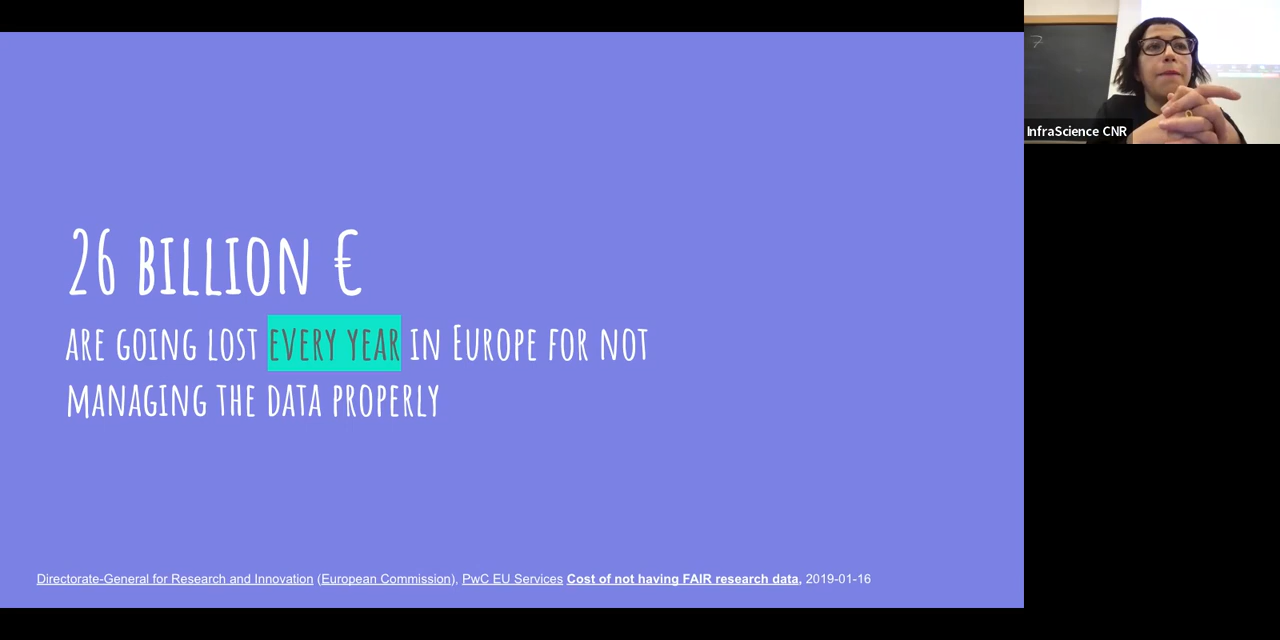 26 BILLION €
ARE GOING LOST EVERY YEAR IN EUROPE FOR NOT
MANAGING THE DATA PROPERLY
Directorate-General for Research and Innovation (European Commission), PwC EU Services Cost of not having FAIR research data, 2019-01-16
InfraScience CNR